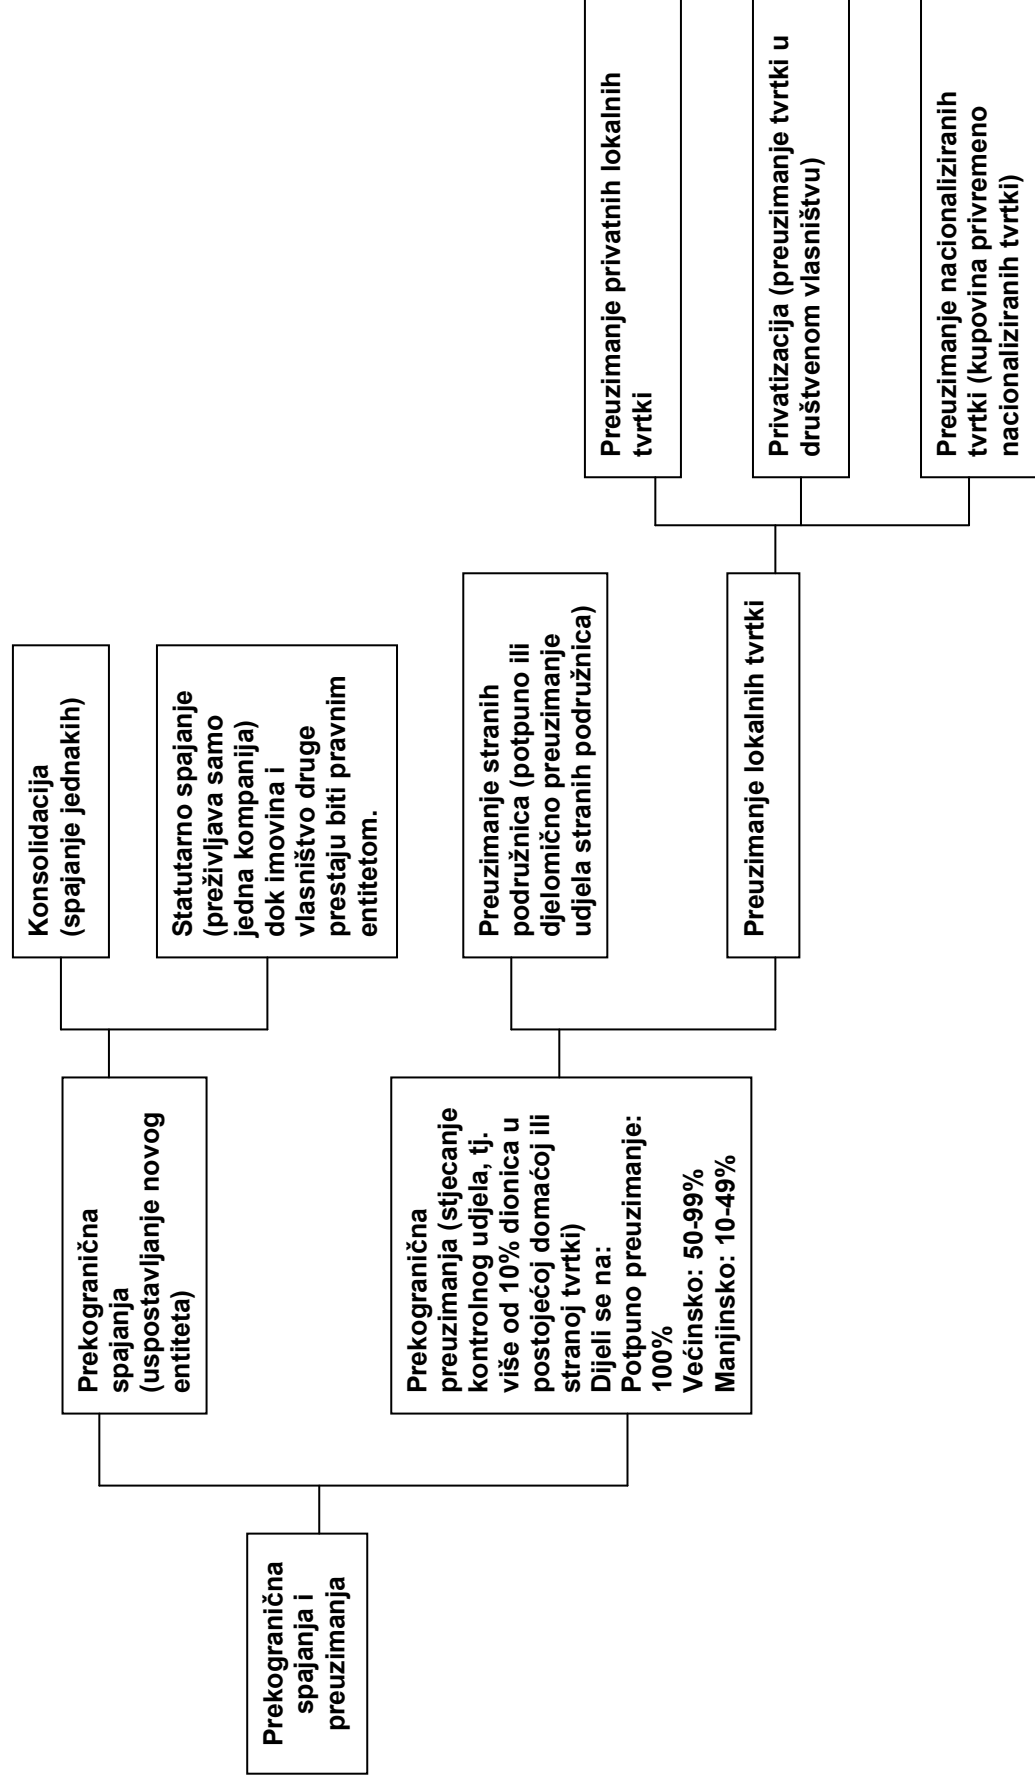 Prekogranična
spajanja i
preuzimanja
Prekogranična
spajanja
(uspostavljanje novog
entiteta)
Konsolidacija
(spajanje jednakih)
Statutarno spajanje
(preživljava samo
jedna kompanija)
dok imovina i
vlasništvo druge
prestaju biti pravnim
entitetom.
Prekogranična
preuzimanja (stjecanje
kontrolnog udjela, tj.
više od 10% dionica u
postojećoj domaćoj ili
stranoj tvrtki)
Dijeli se na:
Potpuno preuzimanje:
100%
Većinsko: 50-99%
Manjinsko: 10-49%
Preuzimanje stranih
podružnica (potpuno ili
djelomično preuzimanje
udjela stranih podružnica)
Preuzimanje lokalnih tvrtki
Preuzimanje privatnih lokalnih
tvrtki
Privatizacija (preuzimanje tvrtki u
društvenom vlasništvu)
Preuzimanje nacionaliziranih
tvrtki (kupovina privremeno
nacionaliziranih tvrtki)